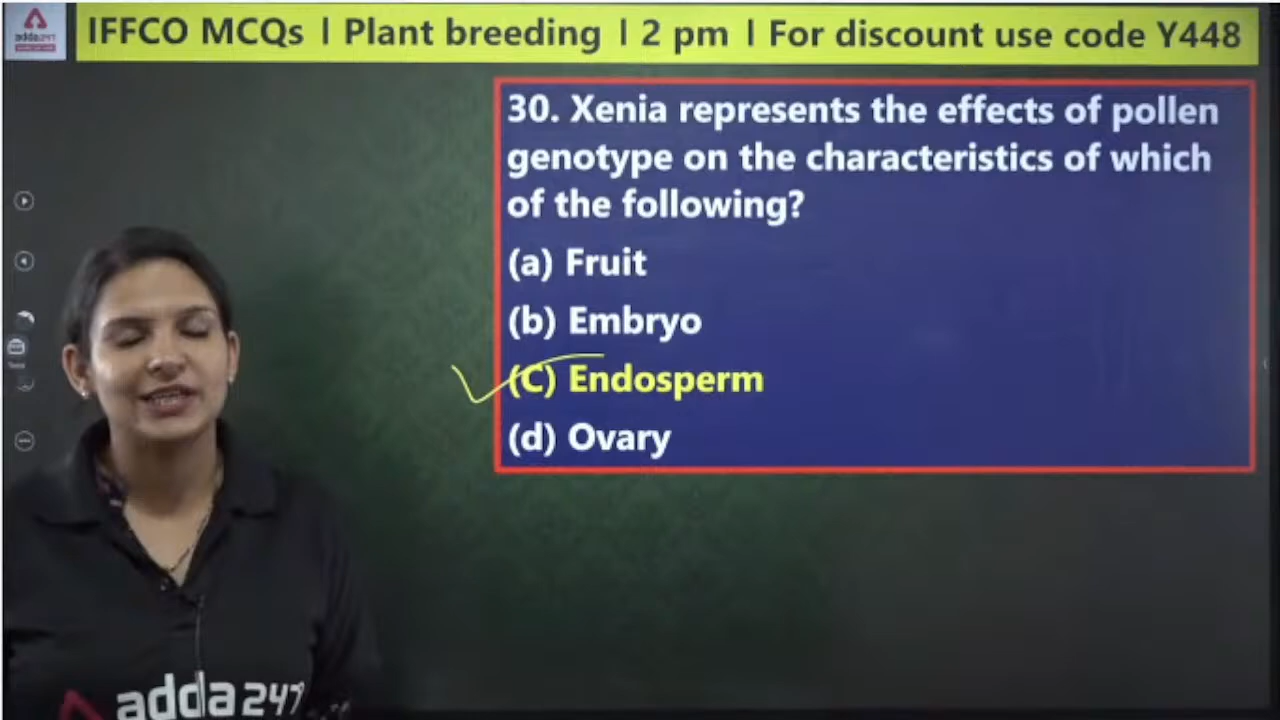 adda247
IFFCO MCQs I Plant breeding I 2 pm I For discount use code Y448
30. Xenia represents the effects of pollen
genotype on the characteristics of which
of the following?
(a) Fruit
(b) Embryo
(C) Endosperm
(d) Ovary
adda247